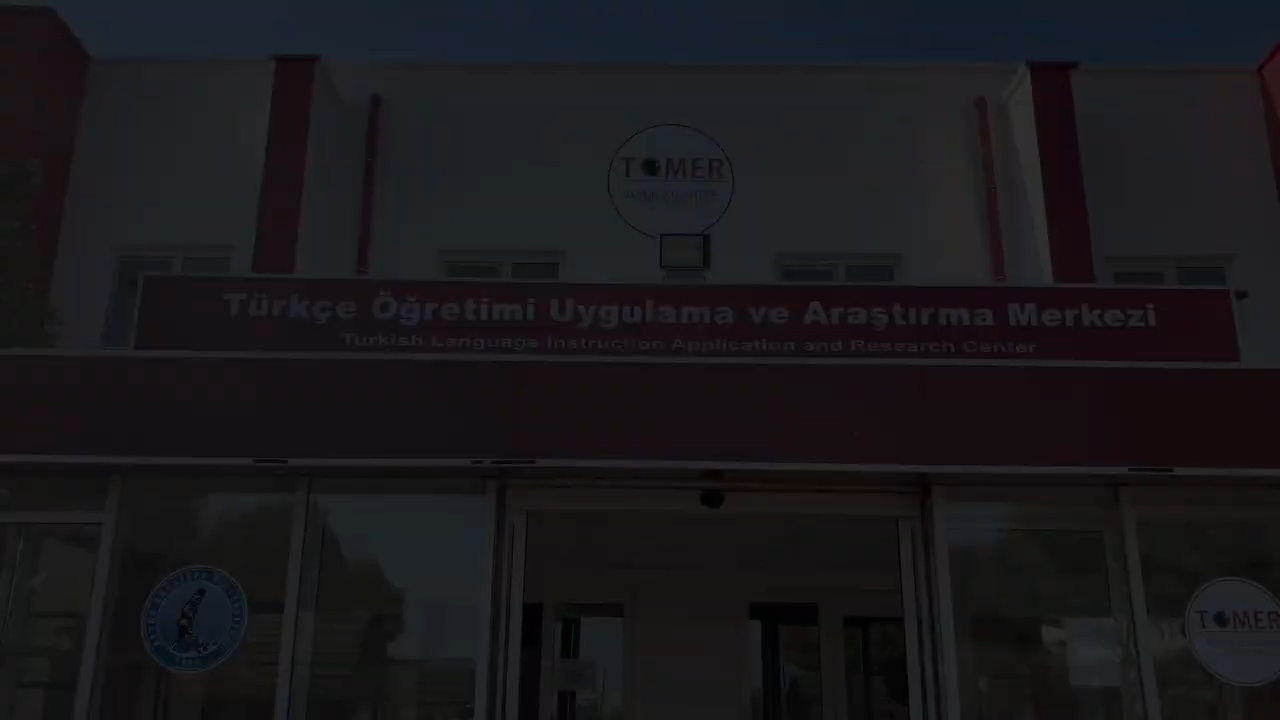 TÖMER
Türkçe Öğretimi Uygulama ve Araştırma Merkezi
Turkish Language Instruction Application and Research Center
TÖMER